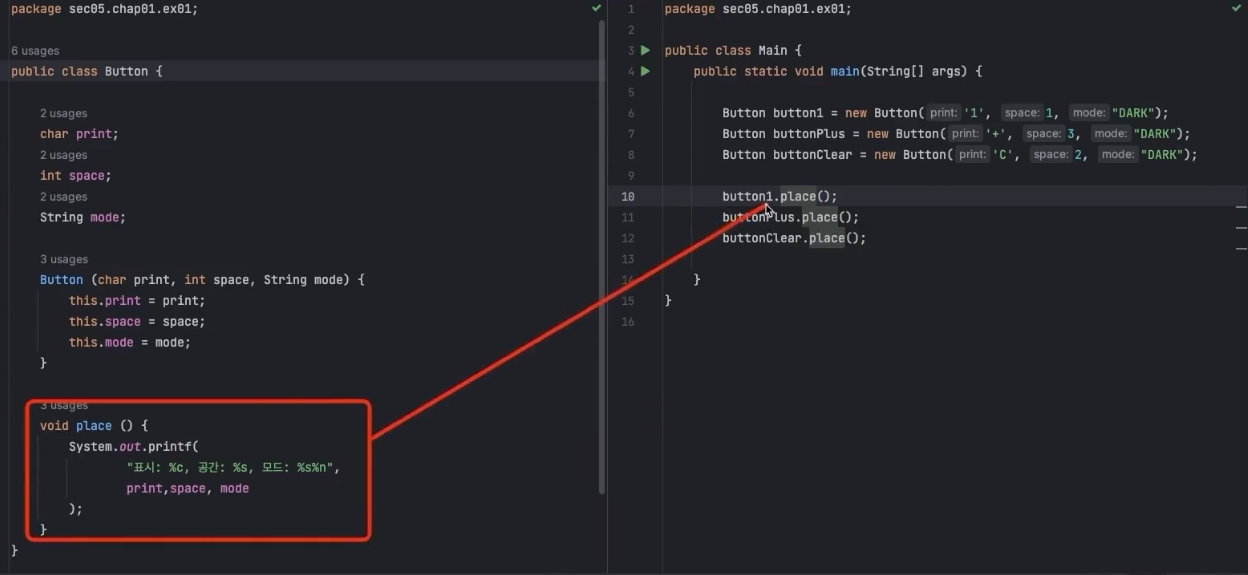 package sec05.chap01.ex01;
6 usages
public class Button {
2 usages
char print;
2 usages
int space;
2 usages
String mode;
3 usages
Button (char print, int space, String mode) {
this.print = print;
this.space = space;
this.mode = mode;
}
3 usages
void place () {
System.out.printf(
"표시: %c, 공간: %s, 모드: %s%n",
print,space, mode
);
}
}
1 package sec05.chap01.ex01;
2
3 public class Main {
4 public static void main(String[] args) {
5
6 Button button1 = new Button( print: '1', space: 1, mode: "DARK");
7 Button buttonPlus = new Button( print: '+', space: 3, mode: "DARK");
8 Button buttonClear = new Button( print: 'C', space: 2, mode: "DARK");
9
10 button1.place();
11 buttonPlus.place();
12 buttonClear.place();
13
14 }
15 }
16